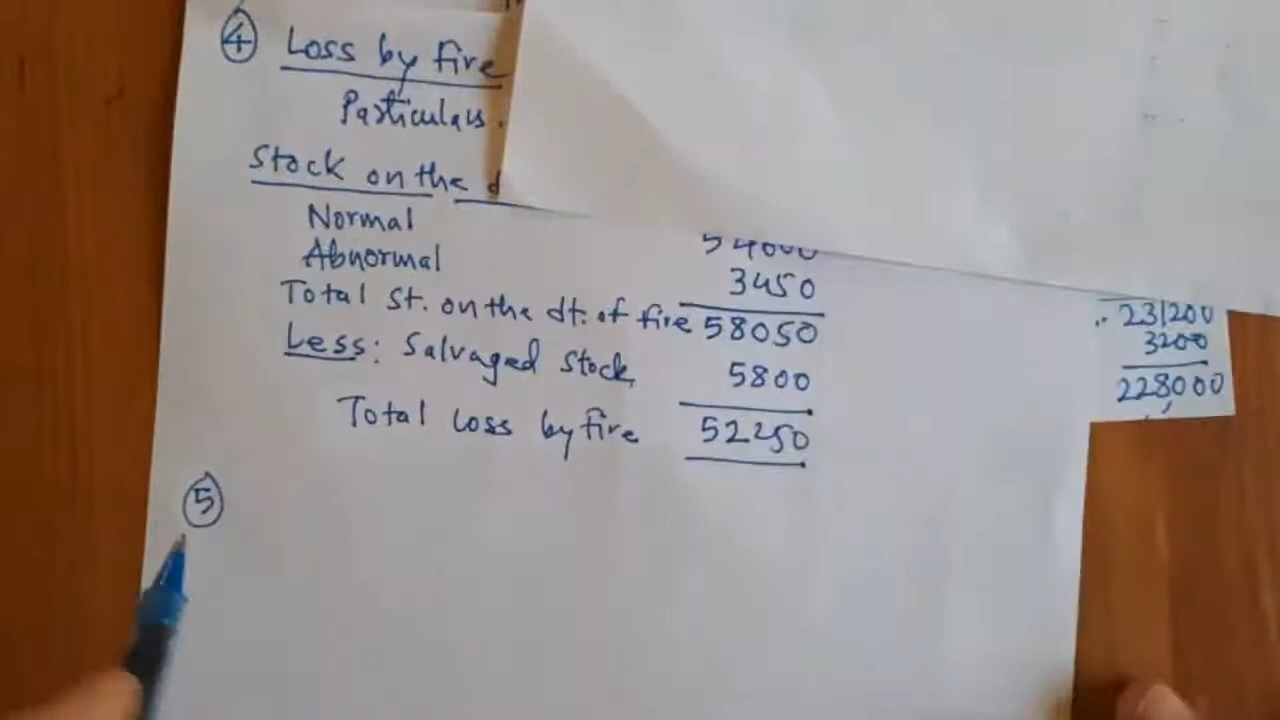 ④ Loss by fire
Particulars.
Stock on the d
Normal
Abnormal 3450
Total St. on the dt. of fire 58050
Less: Salvaged Stock 5800
Total Loss by fire 52250
⑤
231200
3200
228000